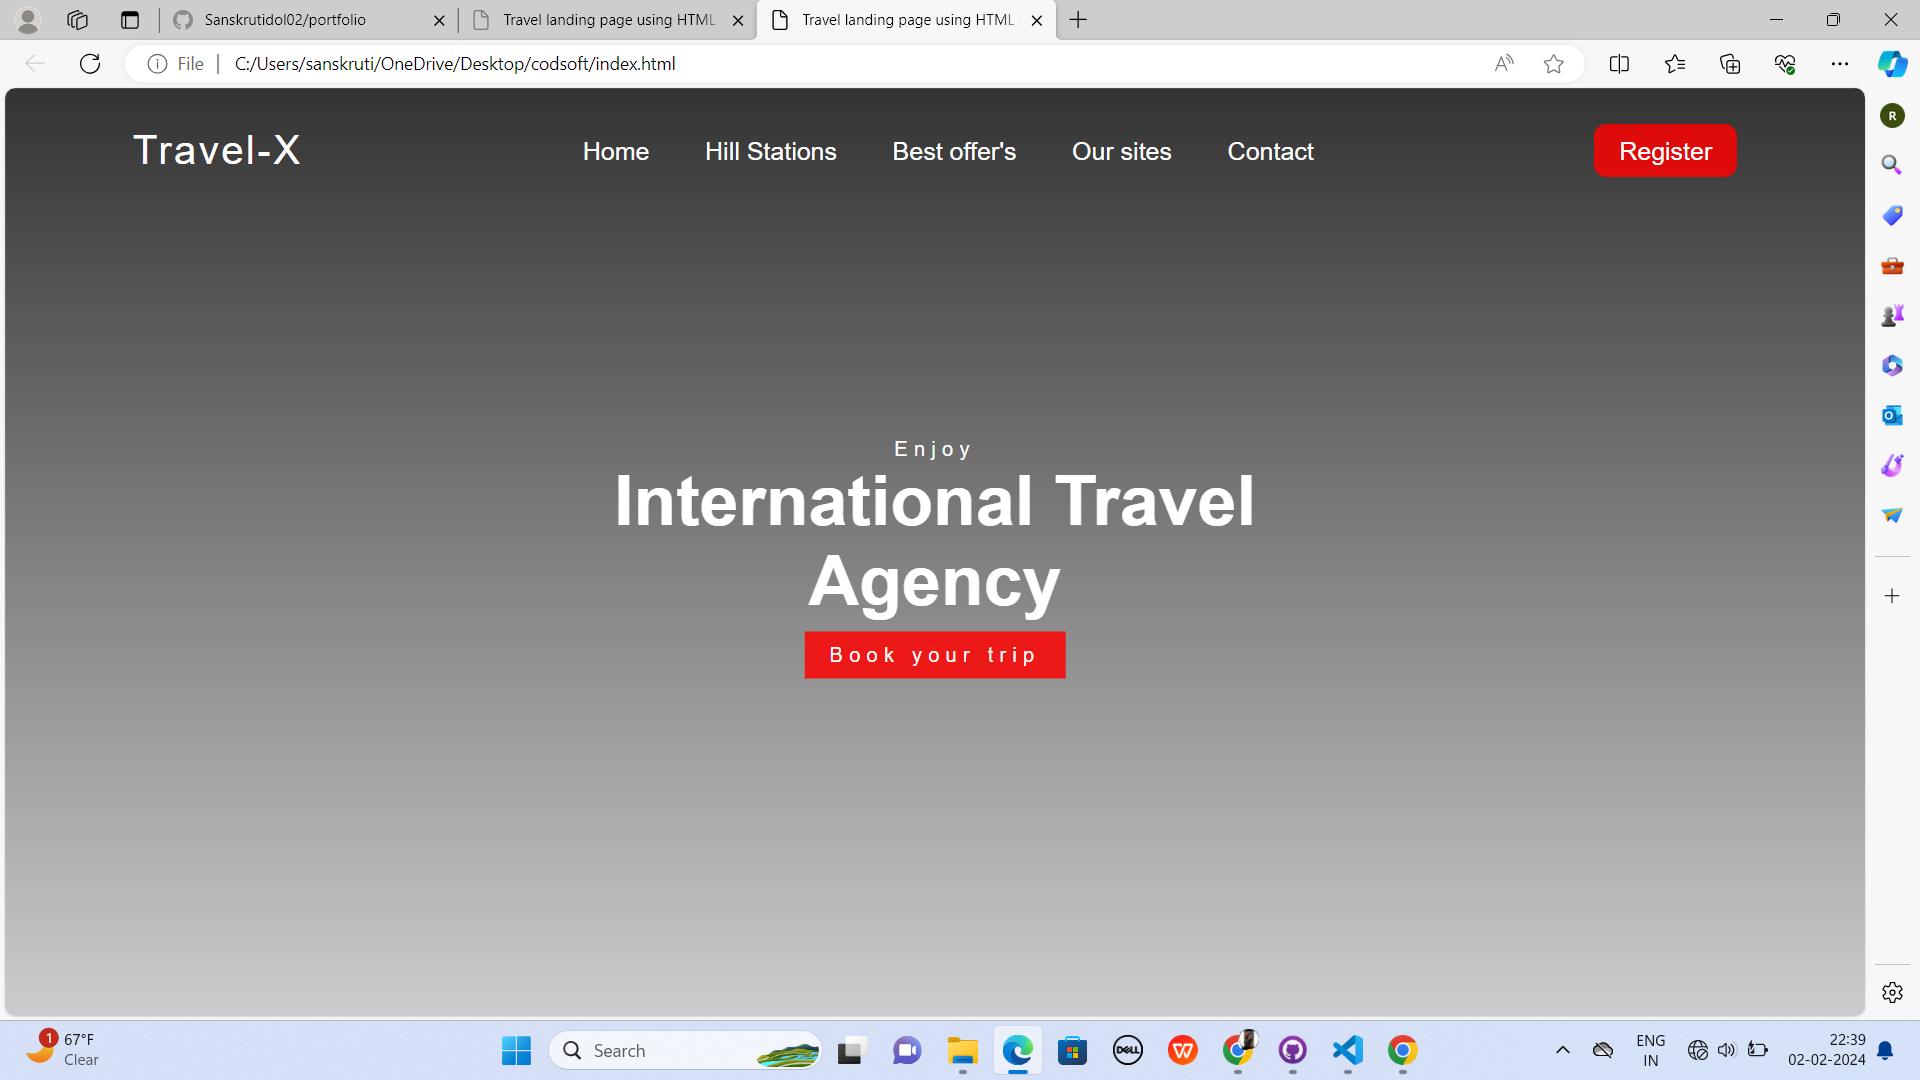 Sanskrutidol02/portfolio
Travel landing page using HTML
Travel landing page using HTML
File
C:/Users/sanskruti/OneDrive/Desktop/codsoft/index.html
Travel-X
Home
Hill Stations
Best offer's
Our sites
Contact
Register
R
Enjoy
International Travel
Agency
Book your trip
1
67°F
Clear
Search
DELL
ENG
IN
22:39
02-02-2024